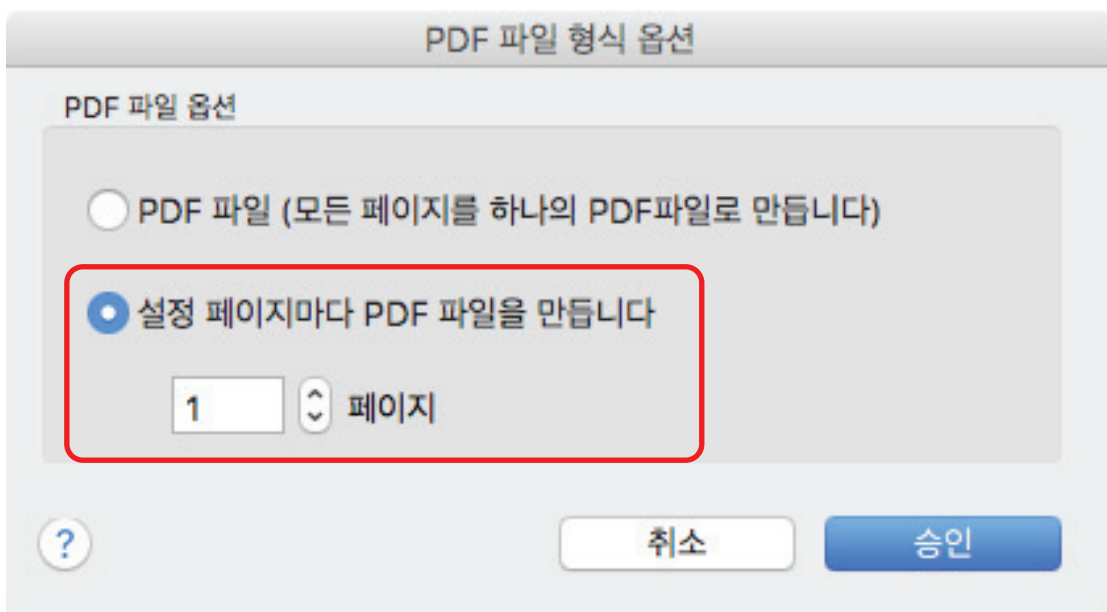 PDF 파일 형식 옵션
PDF 파일 옵션
PDF 파일 (모든 페이지를 하나의 PDF파일로 만듭니다)
설정 페이지마다 PDF 파일을 만듭니다
1 페이지
? 취소 승인